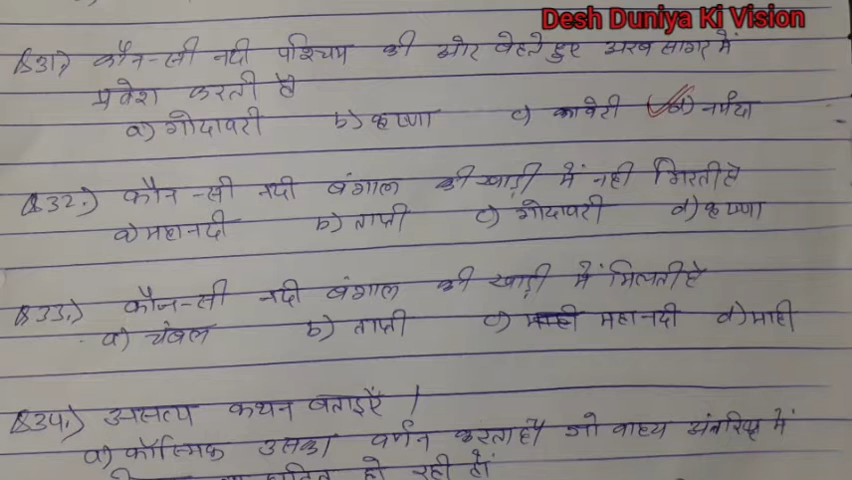 Desh Duniya Ki Vision
Q31) कौन-सी नदी पश्चिम की ओर बेहते हुए अरब सागर में
प्रवेश करती है
a) गोदावरी b) कृष्णा c) कावेरी d) नर्मदा
Q32.) कौन-सी नदी बंगाल की खाड़ी में नही गिरती है
a) महानदी b) ताप्ती c) गोदावरी d) कृष्णा
Q33.) कौन-सी नदी बंगाल की खाड़ी में मिलती है
a) चंबल b) ताप्ती c) महानदी d) माही
Q34.) असत्य कथन बताइऐं।
a) कॉस्मिक उसका वर्णन करता है जो वाह्य अंतरिक्ष में
हो रही हों